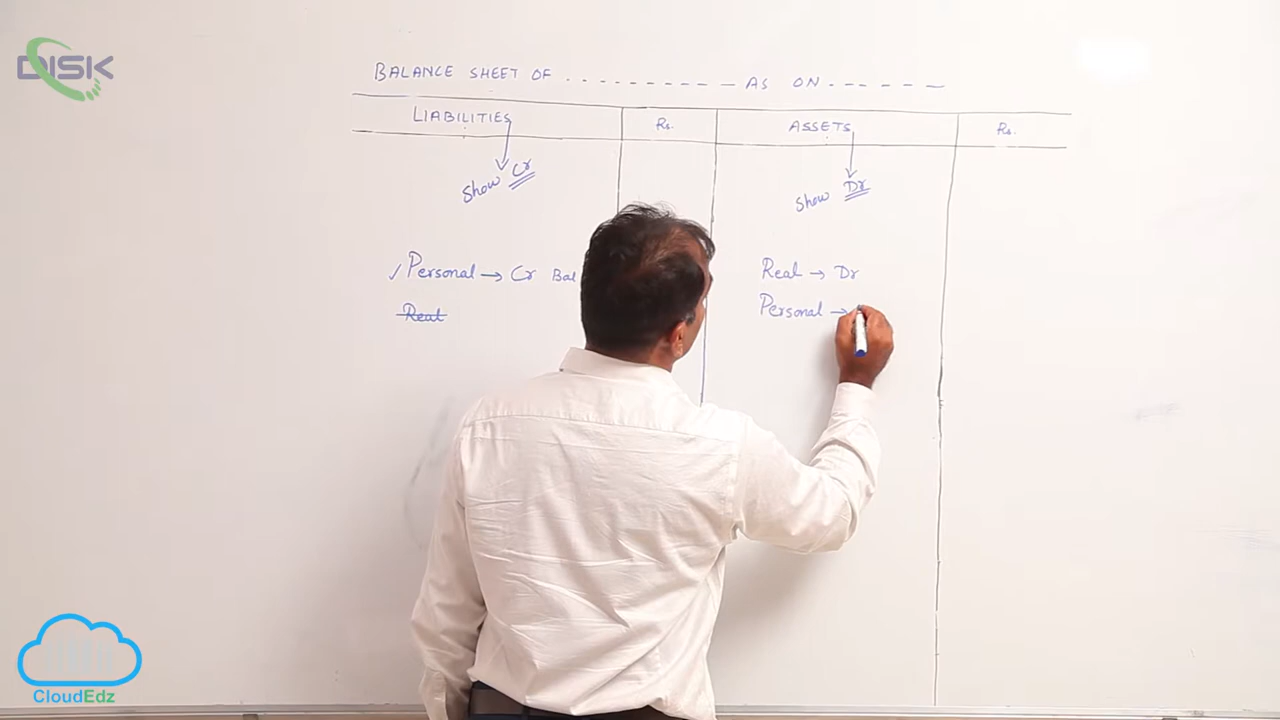 DISK
BALANCE SHEET OF ------------ AS ON -------
LIABILITIES Rs. ASSETS Rs.
Show Cr
Show Dr
✓ Personal → Cr Bal
Real → Dr
Real
Personal →
CloudEdz